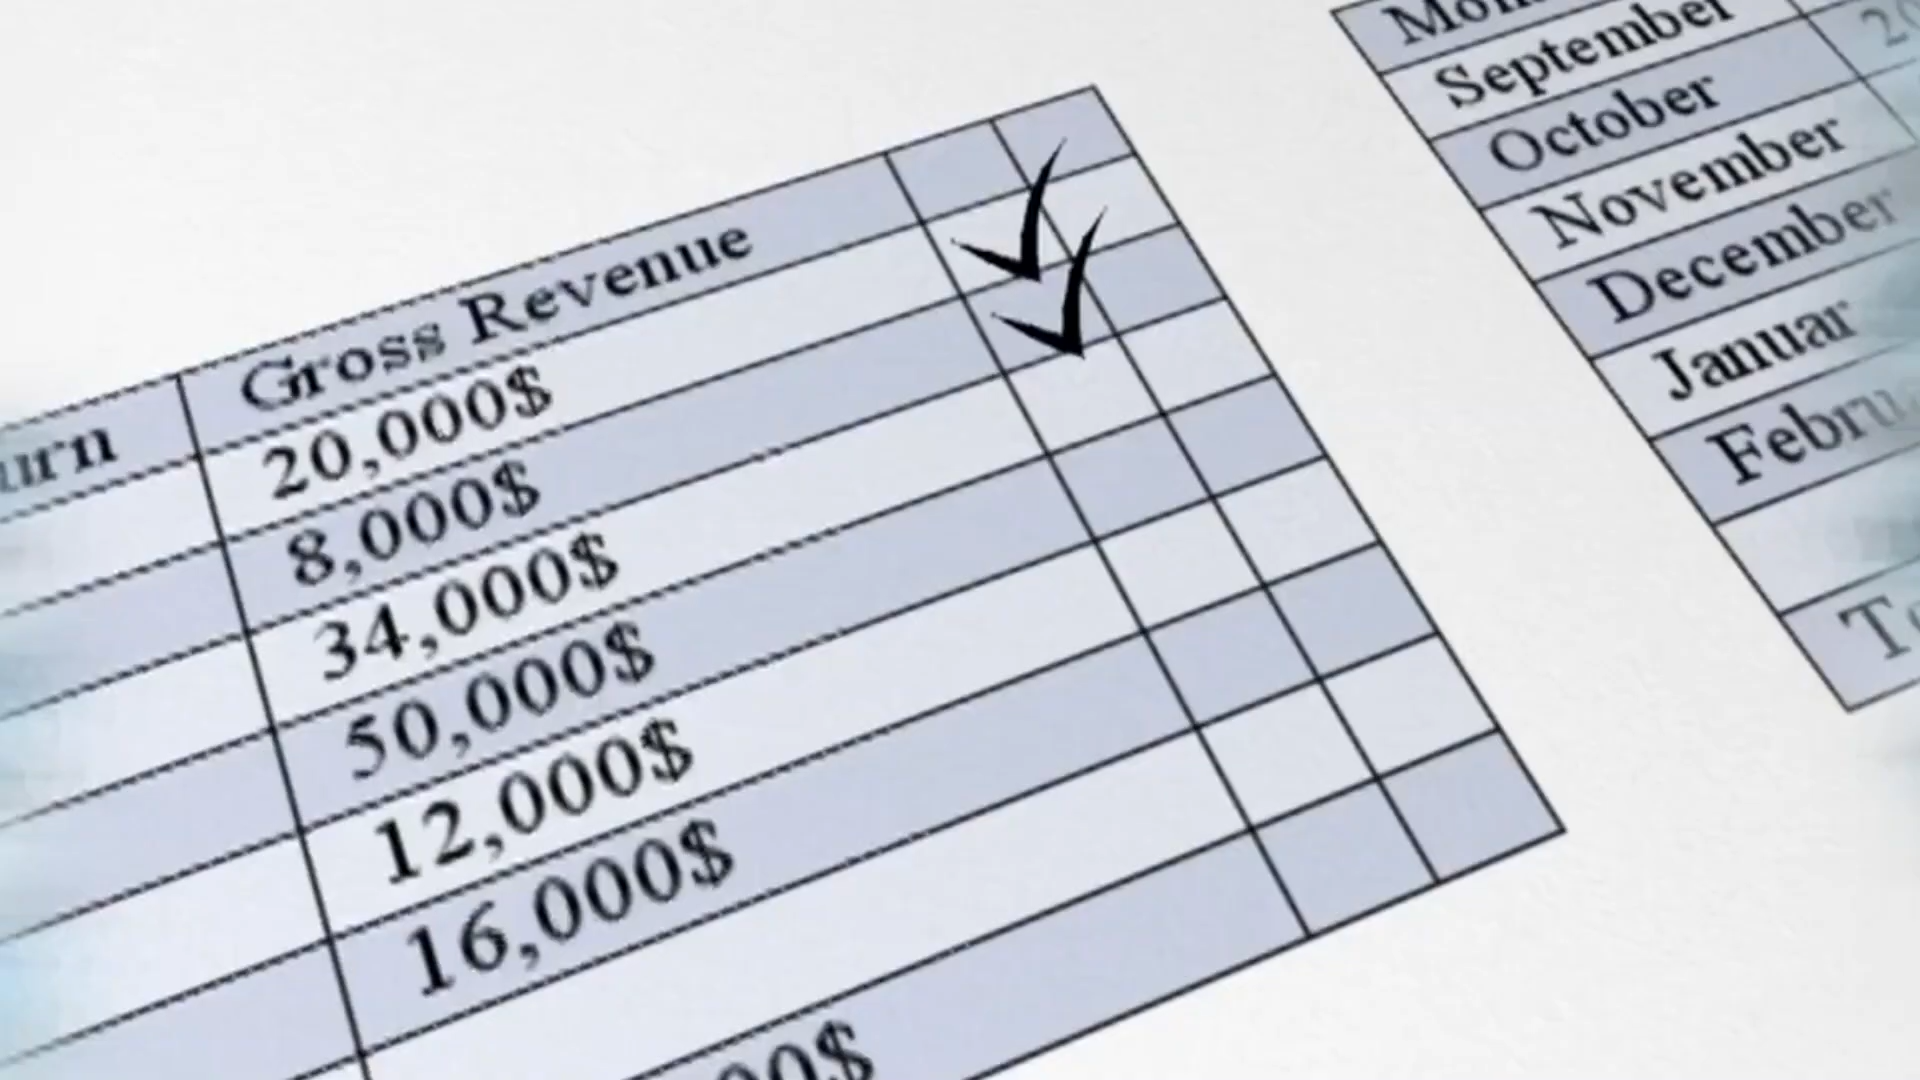 Gross Revenue
20,000$
8,000$
34,000$
50,000$
12,000$
16,000$
September
October
November
December
Januar